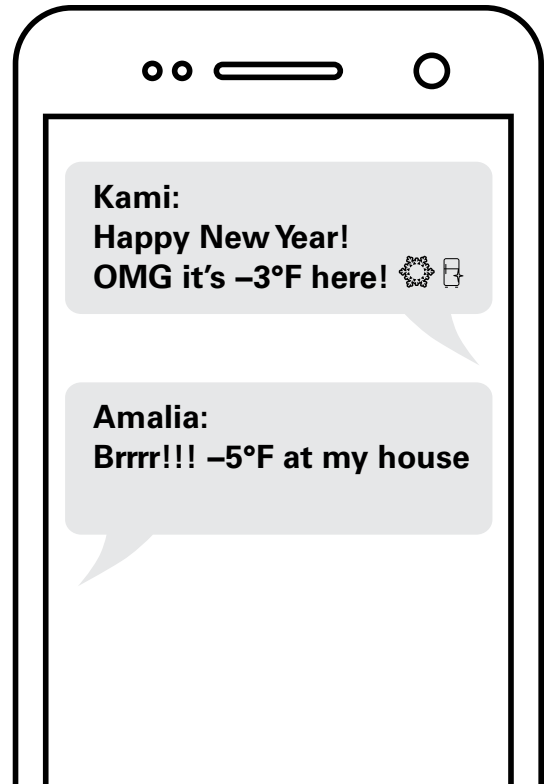 Kami:
Happy New Year!
OMG it’s –3°F here!
Amalia:
Brrrr!!! –5°F at my house